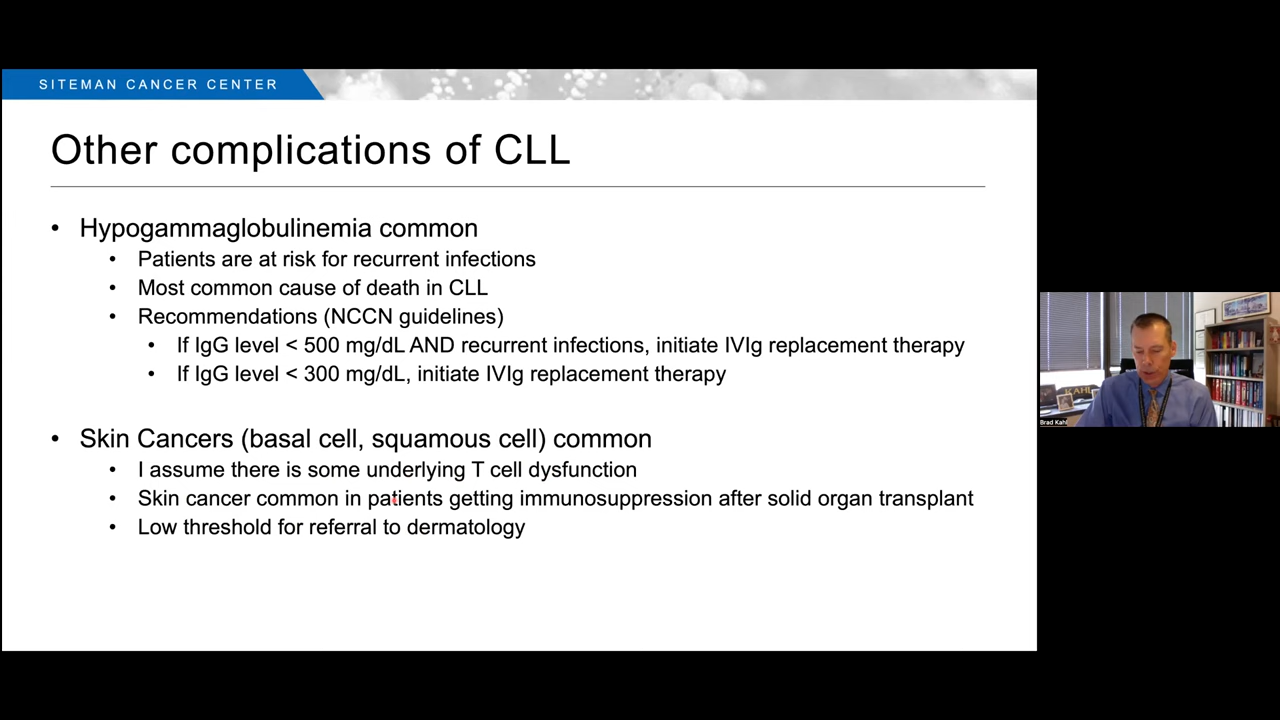 SITEMAN CANCER CENTER
Other complications of CLL
• Hypogammaglobulinemia common
• Patients are at risk for recurrent infections
• Most common cause of death in CLL
• Recommendations (NCCN guidelines)
• If IgG level < 500 mg/dL AND recurrent infections, initiate IVIg replacement therapy
• If IgG level < 300 mg/dL, initiate IVIg replacement therapy
• Skin Cancers (basal cell, squamous cell) common
• I assume there is some underlying T cell dysfunction
• Skin cancer common in patients getting immunosuppression after solid organ transplant
• Low threshold for referral to dermatology
KAHL
Brad Kahl